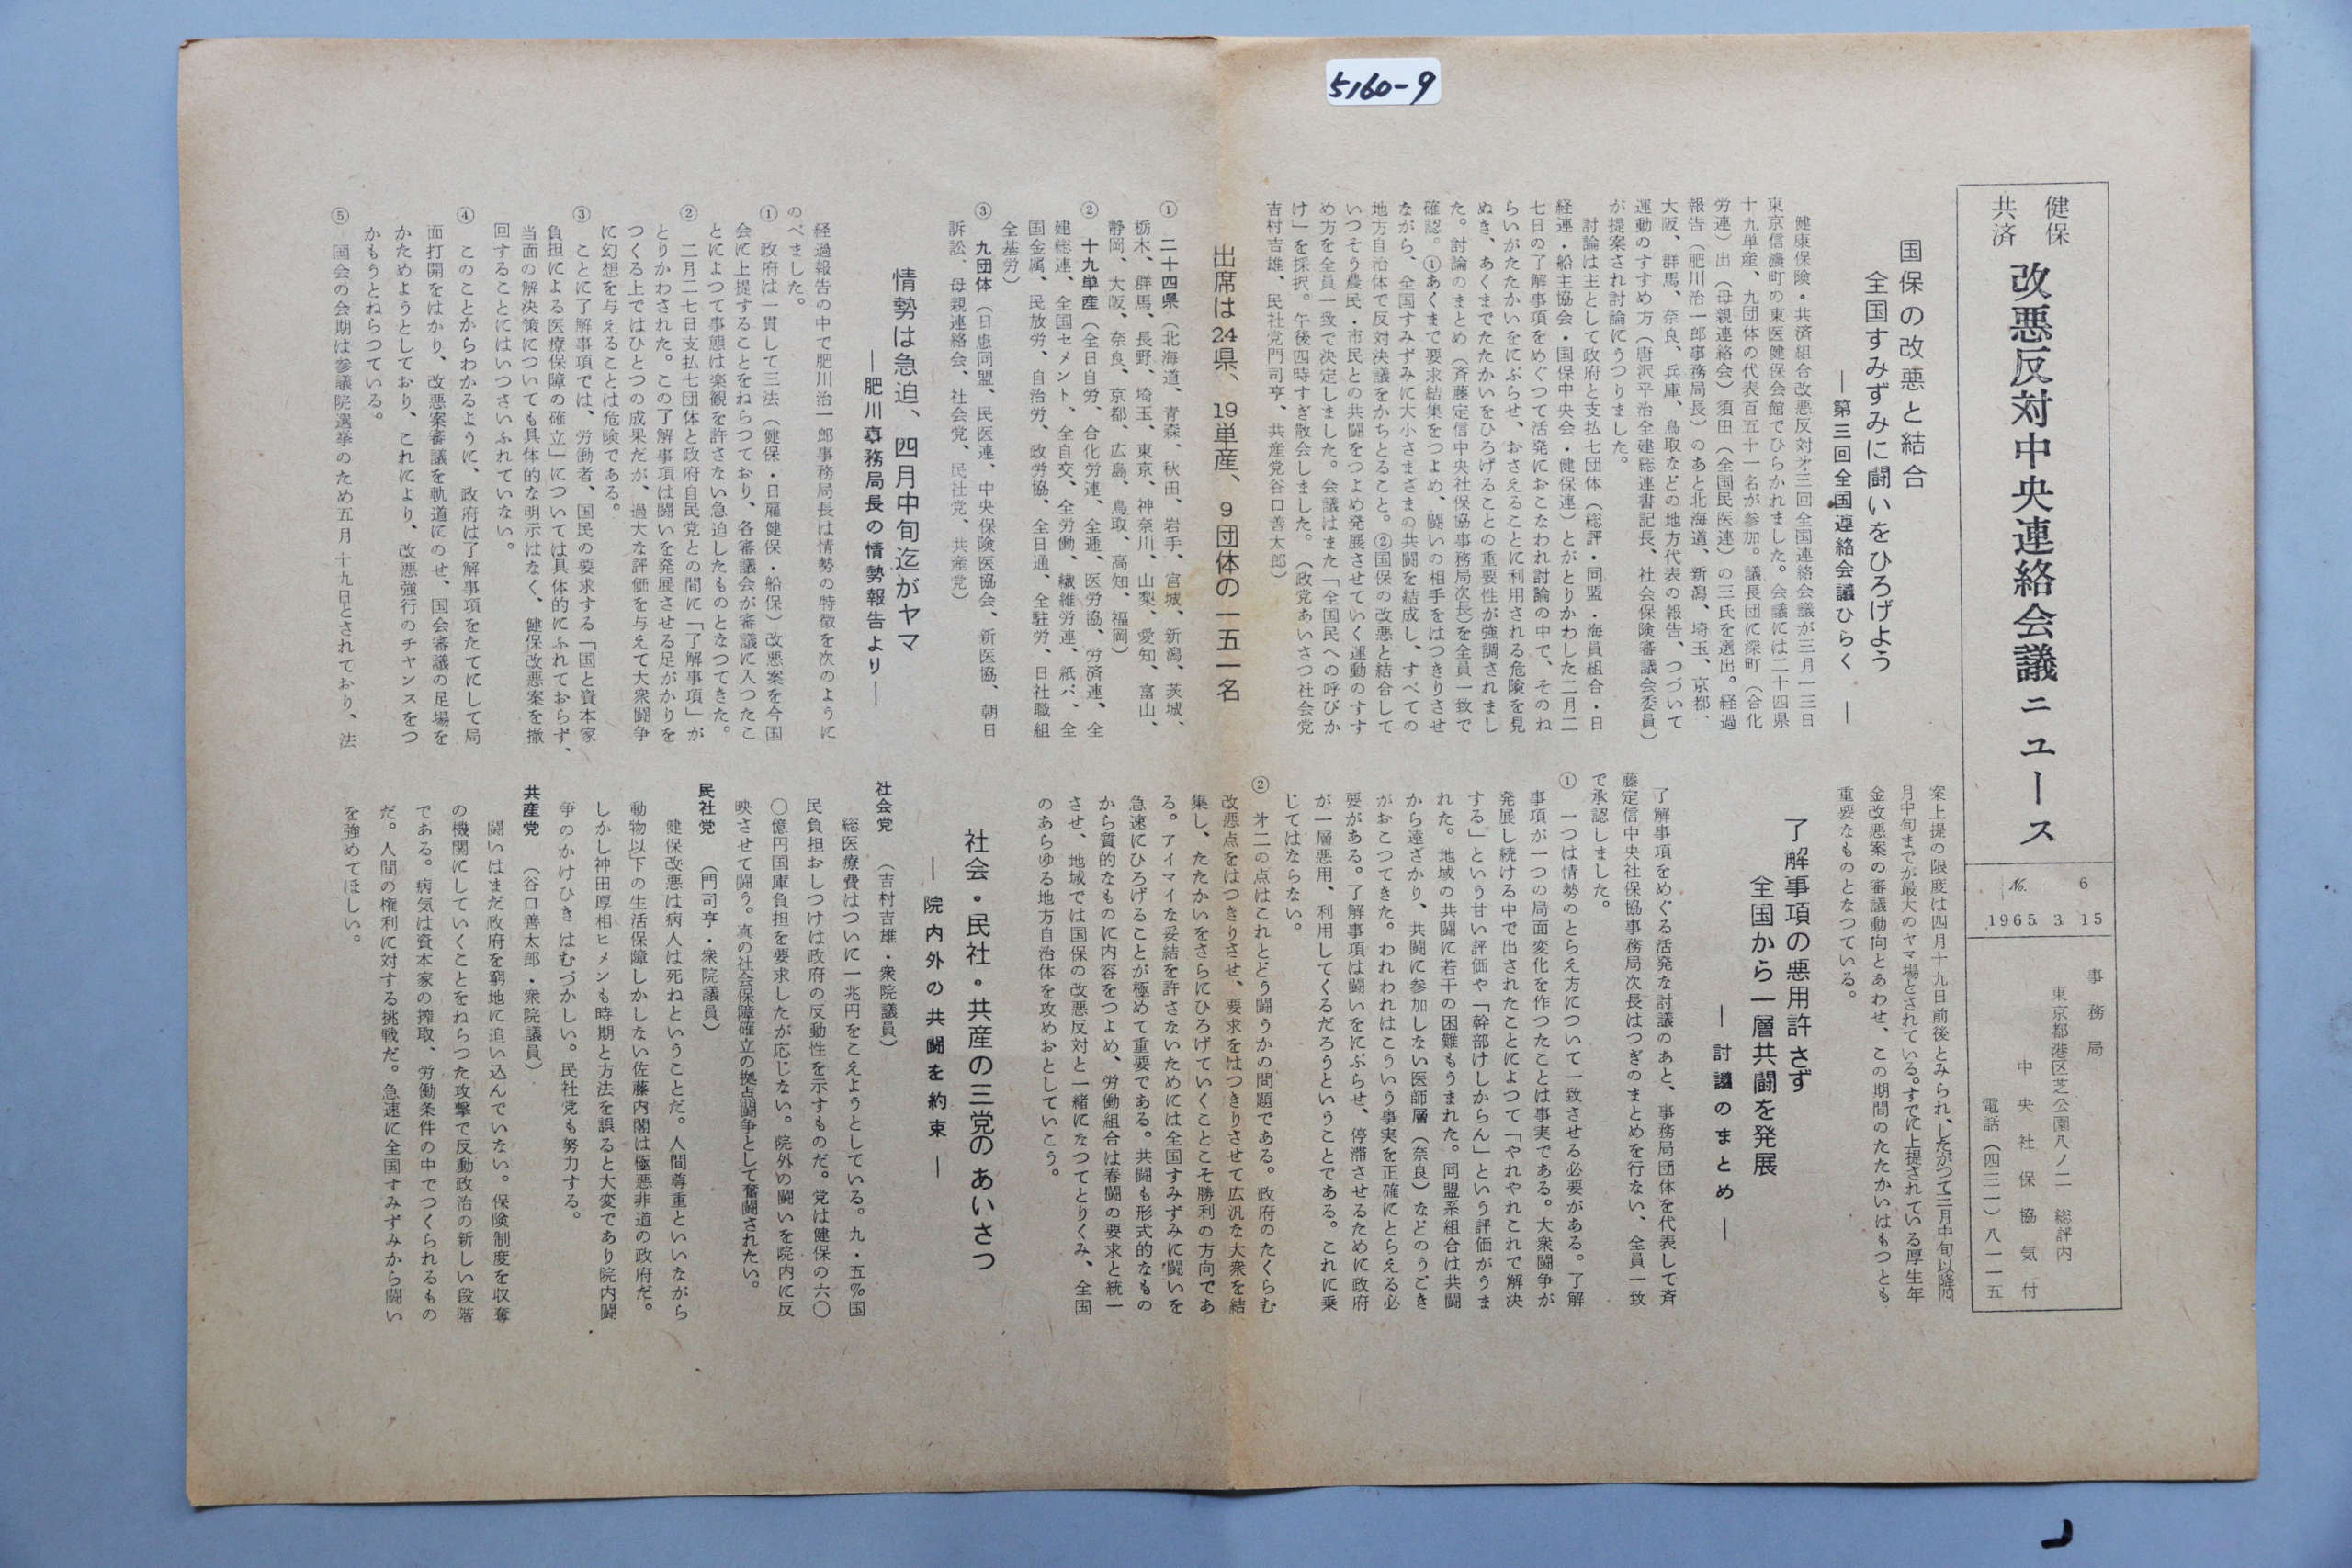 5160-9
健保
共済
改悪反対中央連絡会議ニュース
№ 6
1965 3 15
事務局
東京都港区芝公園八ノ二 総評内
中央社保協気付
電話(四三一)八一一五
国保の改悪と結合
全国すみずみに闘いをひろげよう
―第三回全国連絡会議ひらく―
健康保険・共済組合改悪反対才三回全国連絡会議が三月一三日
東京信濃町の東医健保会館でひらかれました。会議には二十四県
十九単産、九団体の代表百五十一名が参加。議長団に深町(合化
労連)出(母親連絡会)須田(全国民医連)の三氏を選出。経過
報告(肥川治一郎事務局長)のあと北海道、新潟、埼玉、京都、
大阪、群馬、奈良、兵庫、鳥取などの地方代表の報告、つづいて
運動のすすめ方(唐沢平治全建総連書記長、社会保険審議会委員)
が提案され討論にうつりました。
討論は主として政府と支払七団体(総評・同盟・海員組合・日
経連・船主協会・国保中央会・健保連)とがとりかわした二月二
七日の了解事項をめぐつて活発におこなわれ討論の中で、そのね
らいがたたかいをにぶらせ、おさえることに利用される危険を見
ぬき、あくまでたたかいをひろげることの重要性が強調されまし
た。討論のまとめ(斉藤定信中央社保協事務局次長)を全員一致で
確認。①あくまで要求結集をつよめ、闘いの相手をはつきりさせ
ながら、全国すみずみに大小さまざまの共闘を結成し、すべての
地方自治体で反対決議をかちとること。②国保の改悪と結合して
いつそう農民・市民との共闘をつよめ発展させていく運動のすす
め方を全員一致で決定しました。会議はまた「全国民への呼びか
け」を採択。午後四時すぎ散会しました。(政党あいさつ社会党
吉村吉雄、民社党門司亨、共産党谷口善太郎)
出席は24県、19単産、9団体の一五一名
① 二十四県(北海道、青森、秋田、岩手、宮城、新潟、茨城、
栃木、群馬、長野、埼玉、東京、神奈川、山梨、愛知、富山、
静岡、大阪、奈良、京都、広島、鳥取、高知、福岡)
② 十九単産(全日自労、合化労連、全逓、医労協、労済連、全
建総連、全国セメント、全自交、全労働、繊維労連、紙パ、全
国金属、民放労、自治労、政労協、全日通、全駐労、日社職組
全基労)
③ 九団体(日患同盟、民医連、中央保険医協会、新医協、朝日
訴訟、母親連絡会、社会党、民社党、共産党)
情勢は急迫、四月中旬迄がヤマ
―肥川事務局長の情勢報告より―
経過報告の中で肥川治一郎事務局長は情勢の特徴を次のように
のべました。
① 政府は一貫して三法(健保・日雇健保・船保)改悪案を今国
会に上提することをねらつており、各審議会が審議に入つたこ
とによつて事態は楽観を許さない急迫したものとなつてきた。
② 二月二七日支払七団体と政府自民党との間に「了解事項」が
とりかわされた。この了解事項は闘いを発展させる足がかりを
つくる上ではひとつの成果だが、過大な評価を与えて大衆闘争
に幻想を与えることは危険である。
③ ことに了解事項では、労働者、国民の要求する「国と資本家
負担による医療保障の確立」については具体的にふれておらず、
当面の解決策についても具体的な明示はなく、健保改悪案を撤
回することにはいつさいふれていない。
④ このことからわかるように、政府は了解事項をたてにして局
面打開をはかり、改悪案審議を軌道にのせ、国会審議の足場を
かためようとしており、これにより、改悪強行のチャンスをつ
かもうとねらつている。
⑤ 国会の会期は参議院選挙のため五月十九日とされており、法
案上提の限度は四月十九日前後とみられ、したがつて三月中旬以降四
月中旬までが最大のヤマ場とされている。すでに上提されている厚生年
金改悪案の審議動向とあわせ、この期間のたたかいはもつとも
重要なものとなつている。
了解事項の悪用許さず
全国から一層共闘を発展
―討議のまとめ―
了解事項をめぐる活発な討議のあと、事務局団体を代表して斉
藤定信中央社保協事務局次長はつぎのまとめを行ない、全員一致
で承認しました。
① 一つは情勢のとらえ方について一致させる必要がある。了解
事項が一つの局面変化を作つたことは事実である。大衆闘争が
発展し続ける中で出されたことによつて「やれやれこれで解決
する」という甘い評価や「幹部けしからん」という評価がうま
れた。地域の共闘に若干の困難もうまれた。同盟系組合は共闘
から遠ざかり、共闘に参加しない医師層(奈良)などのうごき
がおこつてきた。われわれはこういう事実を正確にとらえる必
要がある。了解事項は闘いをにぶらせ、停滞させるために政府
が一層悪用、利用してくるだろうということである。これに乗
じてはならない。
② 才二の点はこれとどう闘うかの問題である。政府のたくらむ
改悪点をはつきりさせ、要求をはつきりさせて広汎な大衆を結
集し、たたかいをさらにひろげていくことこそ勝利の方向であ
る。アイマイな妥結を許さないためには全国すみずみに闘いを
急速にひろげることが極めて重要である。共闘も形式的なもの
から質的なものに内容をつよめ、労働組合は春闘の要求と統一
させ、地域では国保の改悪反対と一緒になつてとりくみ、全国
のあらゆる地方自治体を攻めおとしていこう。
社会・民社・共産の三党のあいさつ
―院内外の共闘を約束―
社会党 (吉村吉雄・衆院議員)
総医療費はついに一兆円をこえようとしている。九・五%国
民負担おしつけは政府の反動性を示すものだ。党は健保の六〇
〇億円国庫負担を要求したが応じない。院外の闘いを院内に反
映させて闘う。真の社会保障確立の拠点闘争として奮闘されたい。
民社党 (門司亨・衆院議員)
健保改悪は病人は死ねということだ。人間尊重といいながら
動物以下の生活保障しかしない佐藤内閣は極悪非道の政府だ。
しかし神田厚相ヒメンも時期と方法を誤ると大変であり院内闘
争のかけひきはむづかしい。民社党も努力する。
共産党 (谷口善太郎・衆院議員)
闘いはまだ政府を窮地に追い込んでいない。保険制度を収奪
の機関にしていくことをねらつた攻撃で反動政治の新しい段階
である。病気は資本家の搾取、労働条件の中でつくられるもの
だ。人間の権利に対する挑戦だ。急速に全国すみずみから闘い
を強めてほしい。